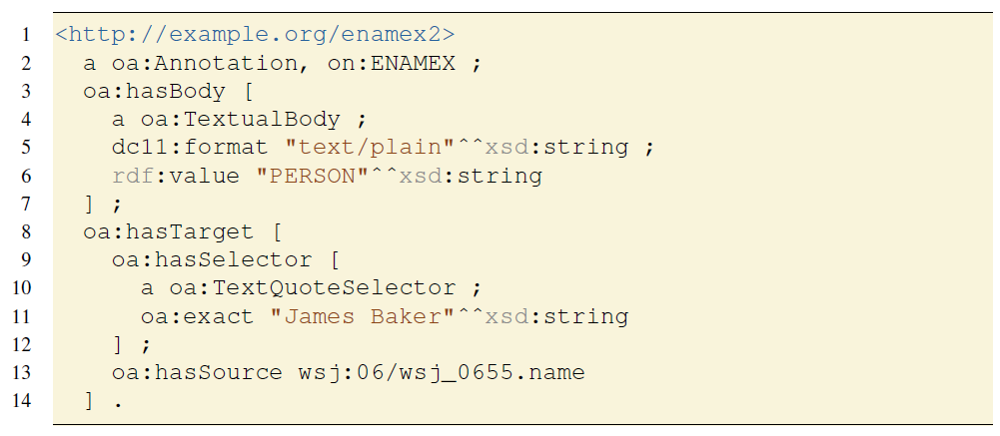 1 <http://example.org/enamex2>
2 a oa:Annotation, on:ENAMEX ;
3 oa:hasBody [
4 a oa:TextualBody ;
5 dc11:format "text/plain"^^xsd:string ;
6 rdf:value "PERSON"^^xsd:string
7 ] ;
8 oa:hasTarget [
9 oa:hasSelector [
10 a oa:TextQuoteSelector ;
11 oa:exact "James Baker"^^xsd:string
12 ] ;
13 oa:hasSource wsj:06/wsj_0655.name
14 ] .